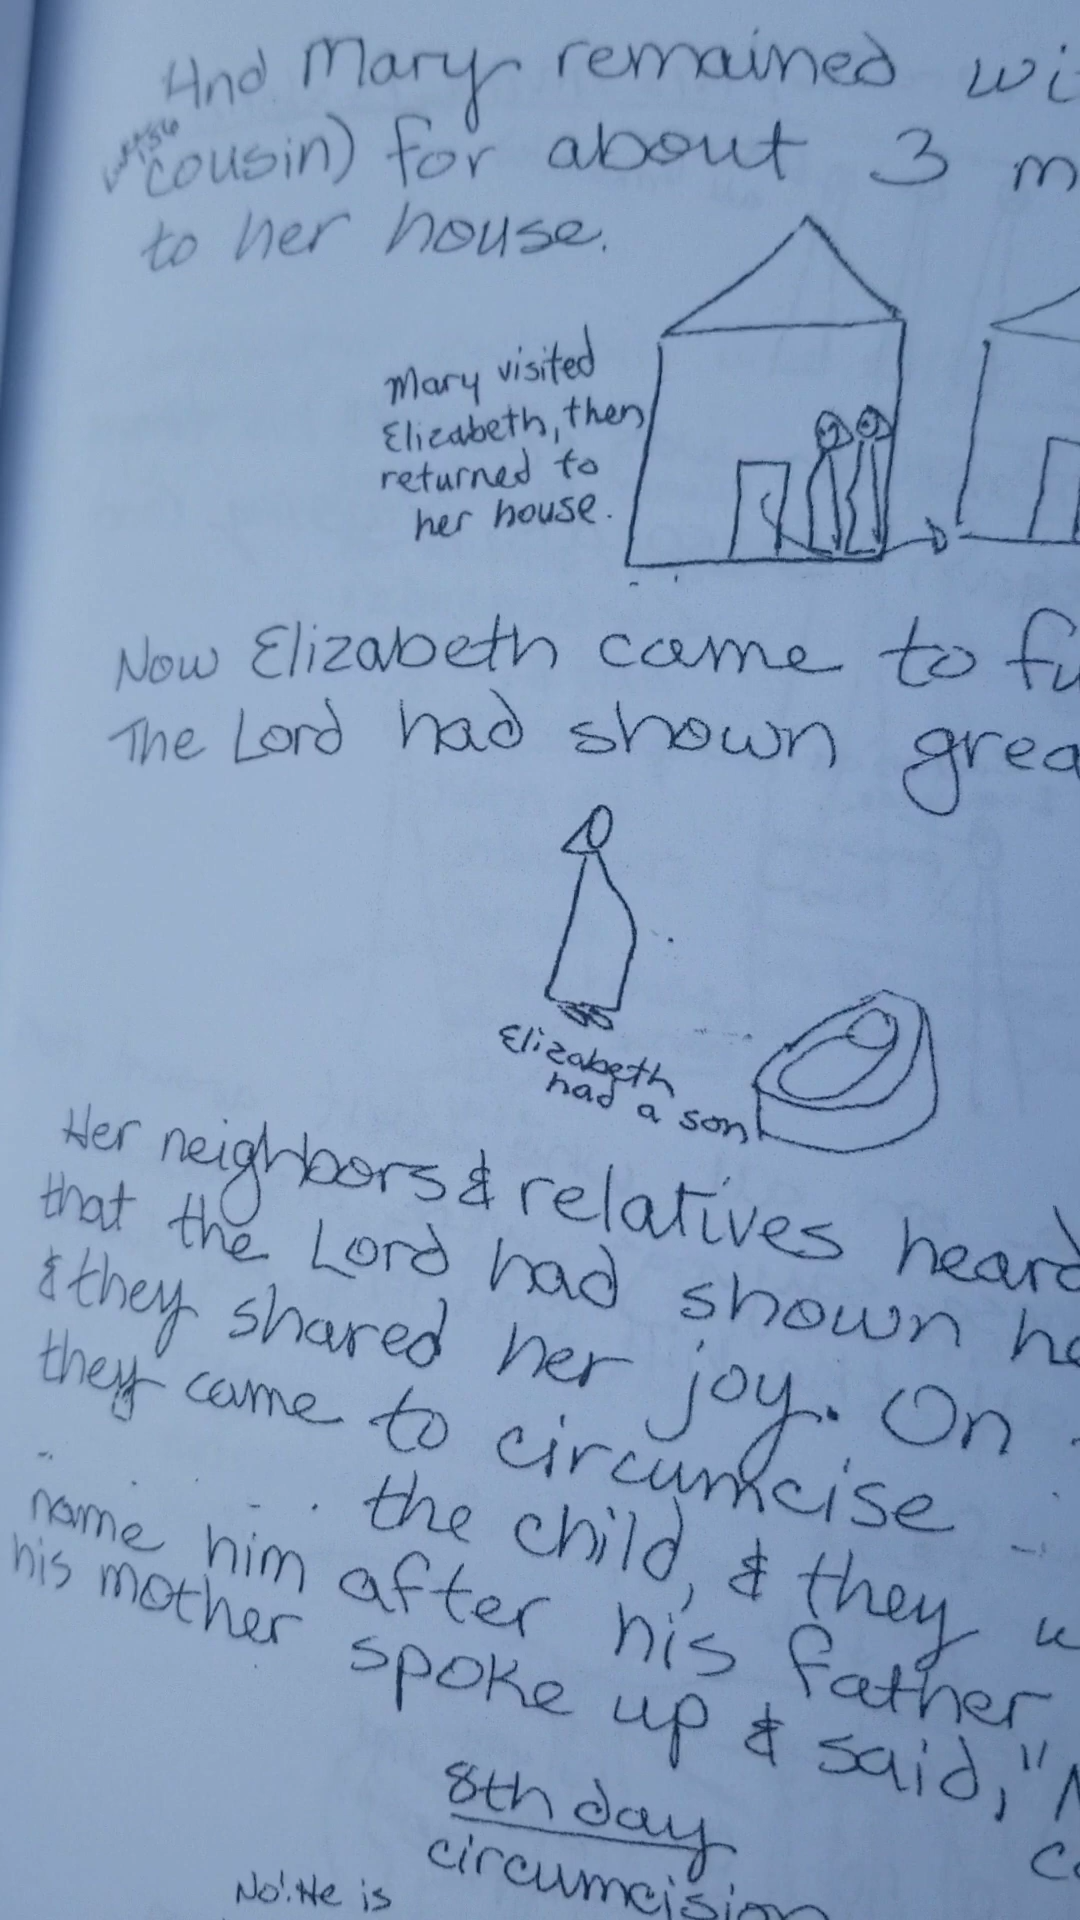 And Mary remained wi
cousin) for about 3 m
to her house.
Mary visited
Elizabeth, then
returned to
her house.
Now Elizabeth came to fu
The Lord had shown grea
Elizabeth
had a son
Her neighbors & relatives heard
that the Lord had shown he
& they shared her joy. On
they came to circumcise
the child, & they w
name him after his father
his mother spoke up & said, "N
8th day
circumcision
No! He is